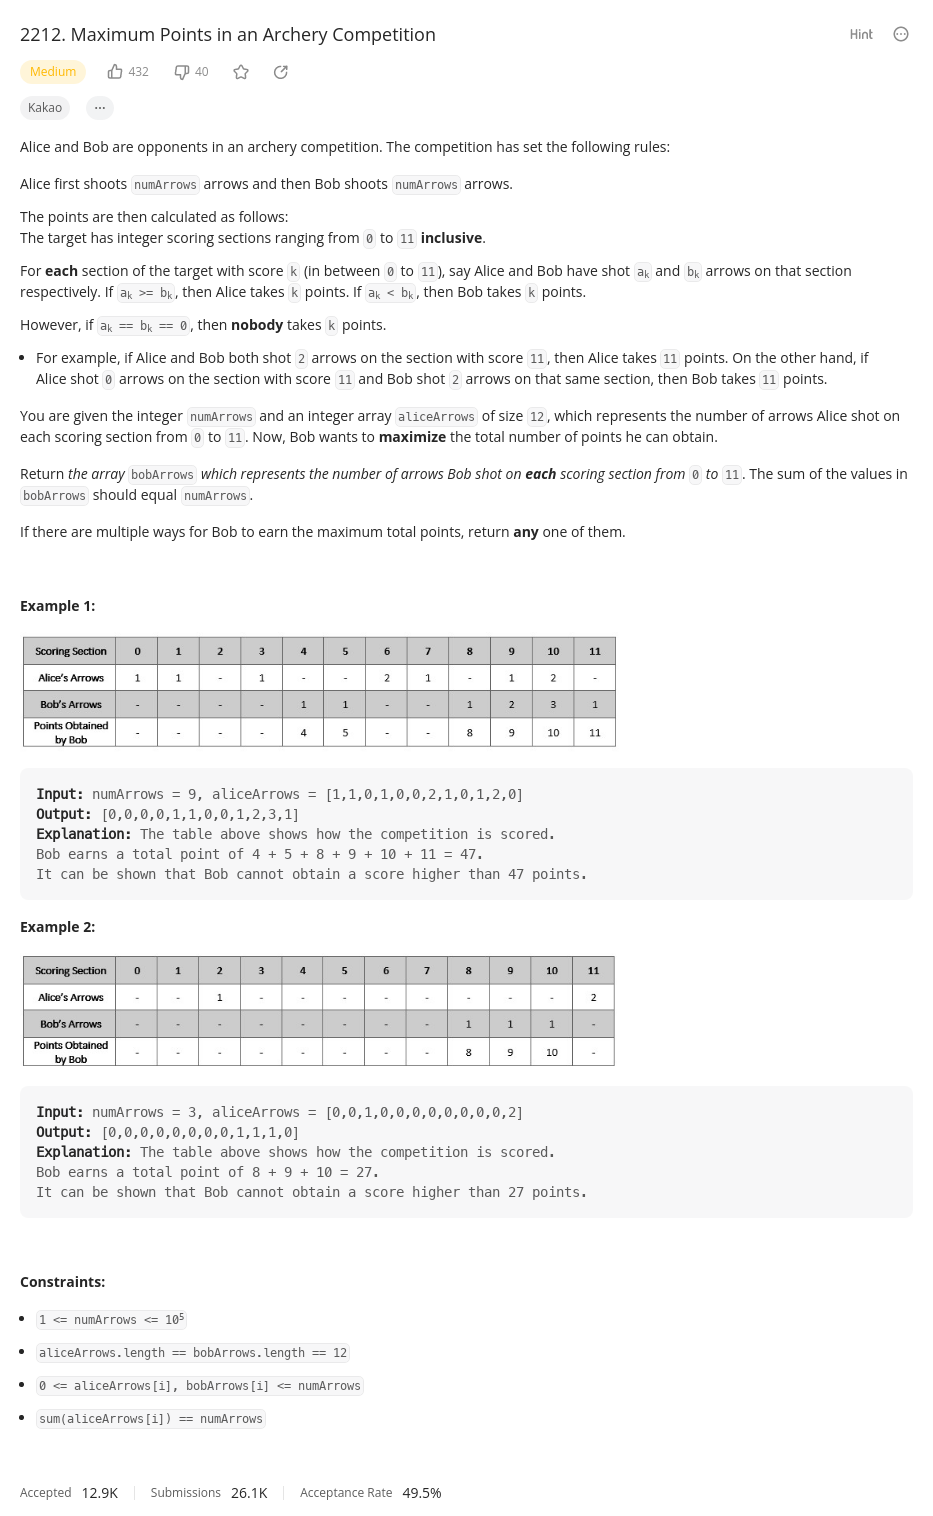 2212. Maximum Points in an Archery Competition
Hint
Medium 432 40
Kakao ...
Alice and Bob are opponents in an archery competition. The competition has set the following rules:
Alice first shoots numArrows arrows and then Bob shoots numArrows arrows.
The points are then calculated as follows:
The target has integer scoring sections ranging from 0 to 11 inclusive.
For each section of the target with score k (in between 0 to 11), say Alice and Bob have shot ak and bk arrows on that section
respectively. If ak >= bk, then Alice takes k points. If ak < bk, then Bob takes k points.
However, if ak == bk == 0, then nobody takes k points.
• For example, if Alice and Bob both shot 2 arrows on the section with score 11, then Alice takes 11 points. On the other hand, if
Alice shot 0 arrows on the section with score 11 and Bob shot 2 arrows on that same section, then Bob takes 11 points.
You are given the integer numArrows and an integer array aliceArrows of size 12, which represents the number of arrows Alice shot on
each scoring section from 0 to 11. Now, Bob wants to maximize the total number of points he can obtain.
Return the array bobArrows which represents the number of arrows Bob shot on each scoring section from 0 to 11. The sum of the values in
bobArrows should equal numArrows.
If there are multiple ways for Bob to earn the maximum total points, return any one of them.
Example 1:
Scoring Section 0 1 2 3 4 5 6 7 8 9 10 11
Alice's Arrows 1 1 - 1 - - 2 1 - 1 2 -
Bob's Arrows - - - - 1 1 - - 1 2 3 1
Points Obtained
by Bob - - - - 4 5 - - 8 9 10 11
Input: numArrows = 9, aliceArrows = [1,1,0,1,0,0,2,1,0,1,2,0]
Output: [0,0,0,0,1,1,0,0,1,2,3,1]
Explanation: The table above shows how the competition is scored.
Bob earns a total point of 4 + 5 + 8 + 9 + 10 + 11 = 47.
It can be shown that Bob cannot obtain a score higher than 47 points.
Example 2:
Scoring Section 0 1 2 3 4 5 6 7 8 9 10 11
Alice's Arrows - - 1 - - - - - - - - 2
Bob's Arrows - - - - - - - - 1 1 1 -
Points Obtained
by Bob - - - - - - - - 8 9 10 -
Input: numArrows = 3, aliceArrows = [0,0,1,0,0,0,0,0,0,0,0,2]
Output: [0,0,0,0,0,0,0,0,1,1,1,0]
Explanation: The table above shows how the competition is scored.
Bob earns a total point of 8 + 9 + 10 = 27.
It can be shown that Bob cannot obtain a score higher than 27 points.
Constraints:
• 1 <= numArrows <= 10⁵
• aliceArrows.length == bobArrows.length == 12
• 0 <= aliceArrows[i], bobArrows[i] <= numArrows
• sum(aliceArrows[i]) == numArrows
Accepted 12.9K Submissions 26.1K Acceptance Rate 49.5%